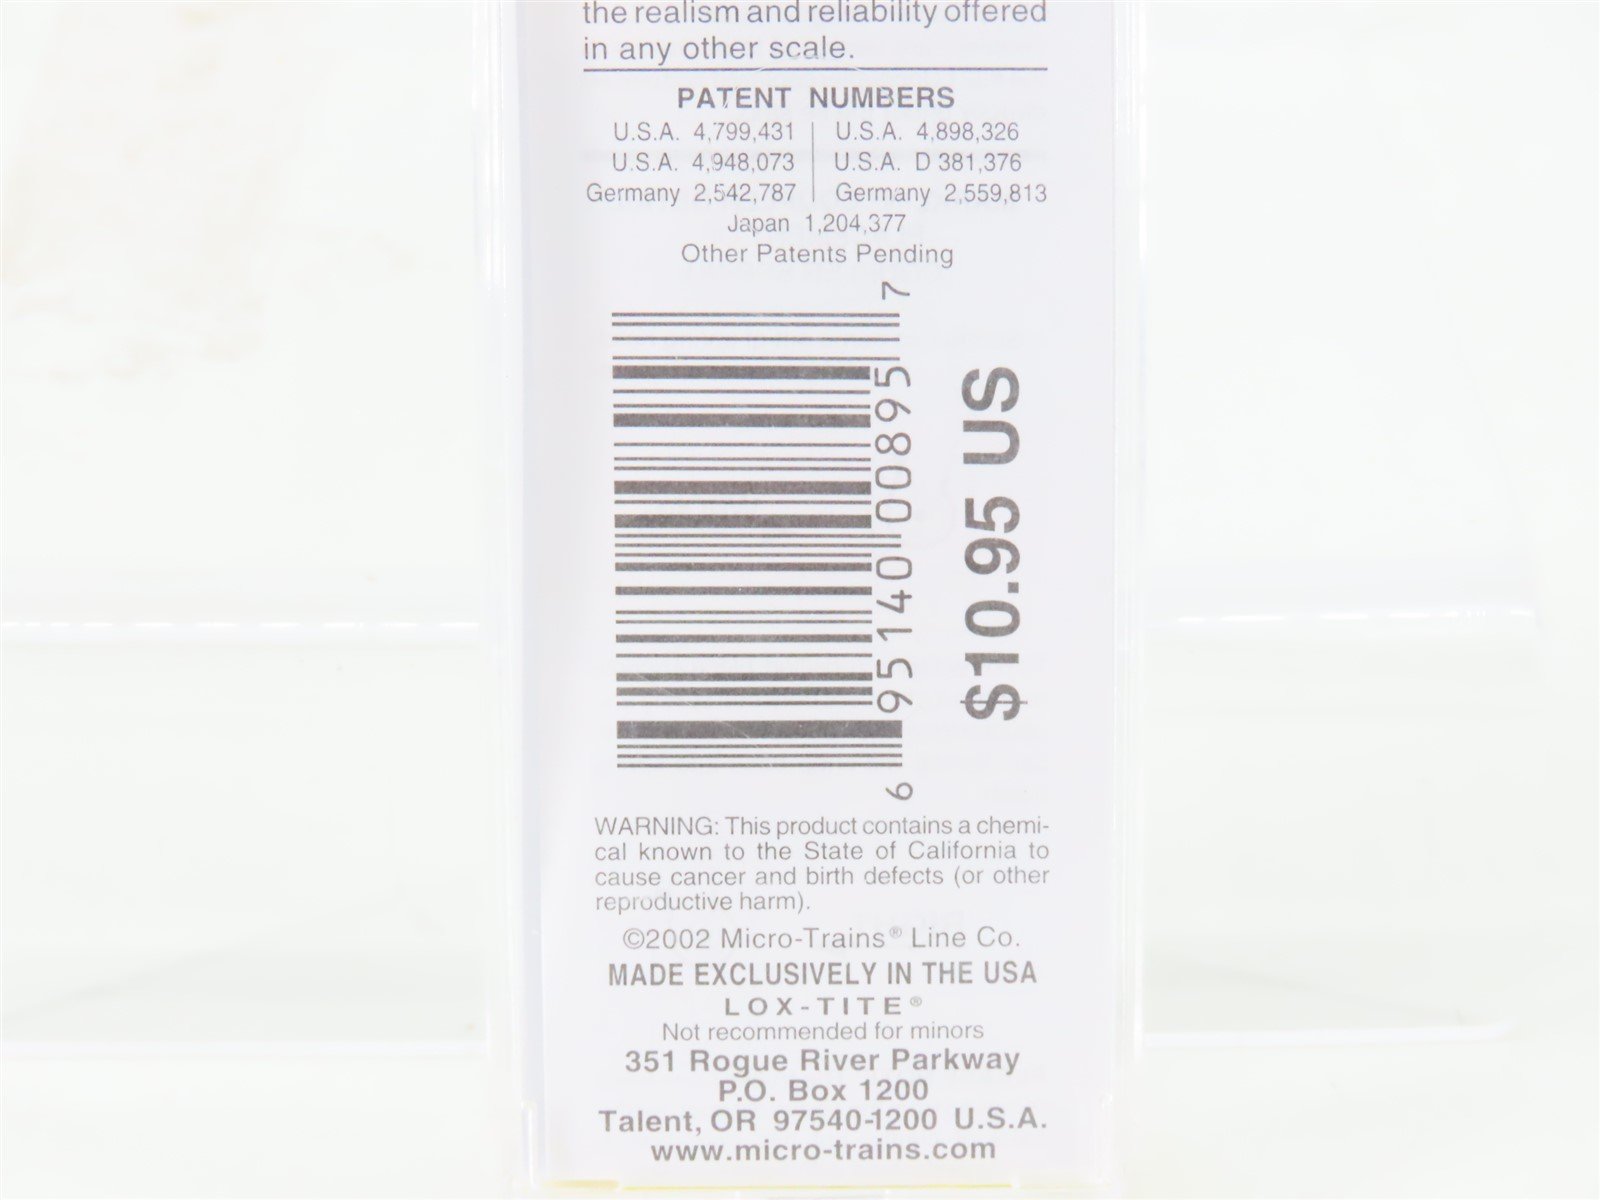 the realism and reliability offered
in any other scale.
PATENT NUMBERS
U.S.A. 4,799,431 | U.S.A. 4,898,326
U.S.A. 4,948,073 | U.S.A. D 381,376
Germany 2,542,787 | Germany 2,559,813
Japan 1,204,377
Other Patents Pending
6 95140 00895 7
$10.95 US
WARNING: This product contains a chemi-
cal known to the State of California to
cause cancer and birth defects (or other
reproductive harm).
©2002 Micro-Trains® Line Co.
MADE EXCLUSIVELY IN THE USA
LOX-TITE®
Not recommended for minors
351 Rogue River Parkway
P.O. Box 1200
Talent, OR 97540-1200 U.S.A.
www.micro-trains.com